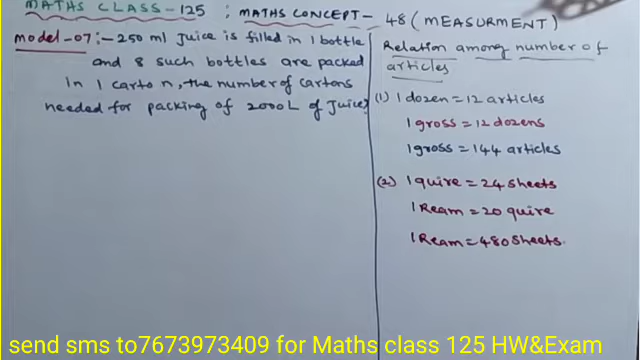 MATHS CLASS-125 ; MATHS CONCEPT- 48 (MEASURMENT)
Model-07:- 250 ml Juice is filled in 1 bottle
and 8 such bottles are packed
in 1 carton, the number of cartons
needed for packing of 2000L of Juice?
Relation among number of
articles
(1) 1 dozen = 12 articles
1 gross = 12 dozens
1 gross = 144 articles
(2) 1 quire = 24 sheets
1 Ream = 20 quire
1 Ream = 480 sheets.
send sms to7673973409 for Maths class 125 HW&Exam